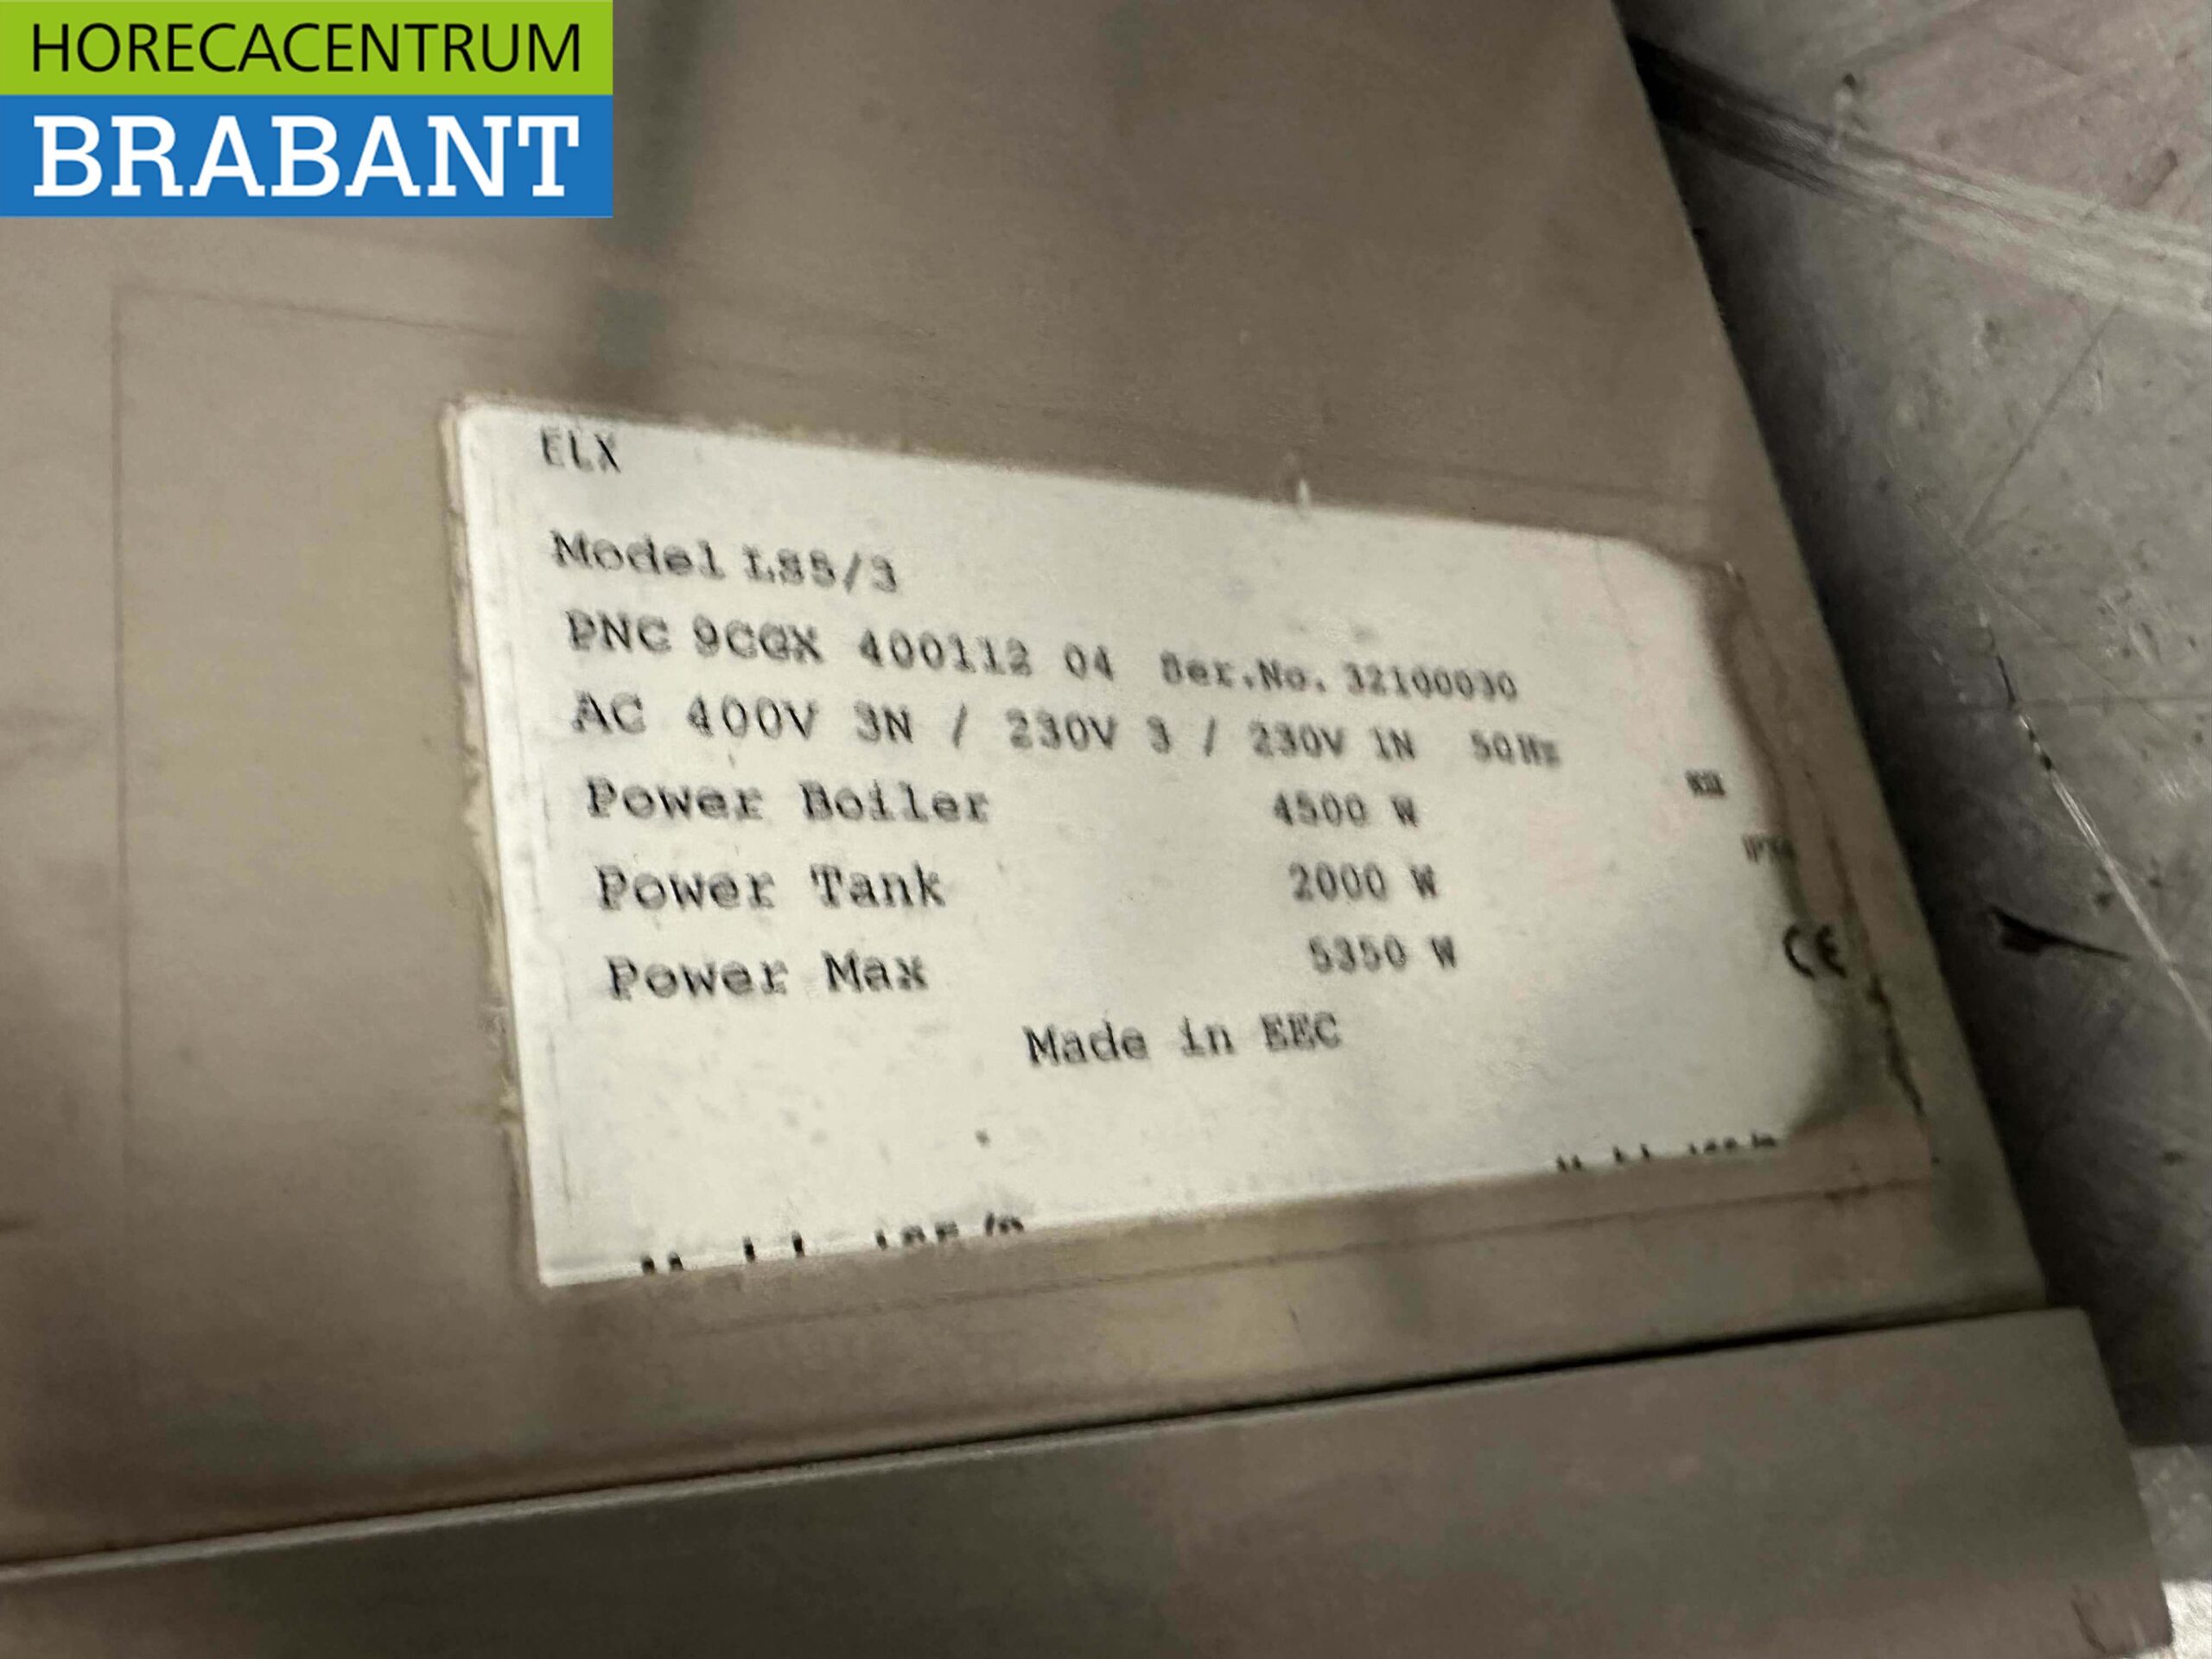 HORECACENTRUM
BRABANT
ELX
Model LS5/3
PNC 9CGX 400112 04 Ser.No. 32100030
AC 400V 3N / 230V 3 / 230V 1N 50Hz
Power Boiler 4500 W
Power Tank 2000 W
Power Max 5350 W
CE
Made in EEC